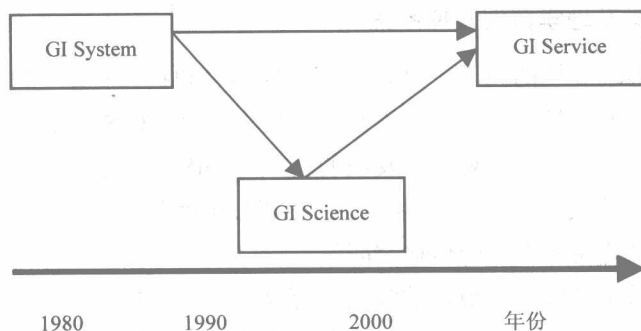 GI System
GI Service
GI Science
1980
1990
2000
年份